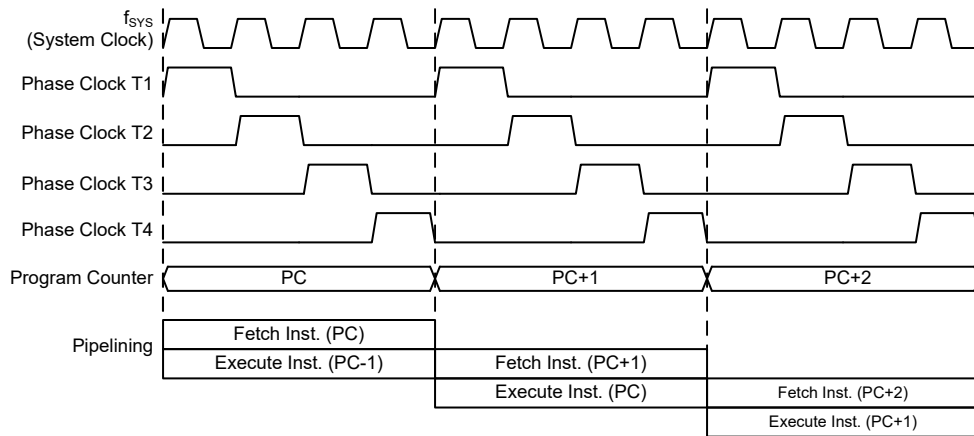 fSYS
(System Clock)
Phase Clock T1
Phase Clock T2
Phase Clock T3
Phase Clock T4
Program Counter PC PC+1 PC+2
Pipelining
Fetch Inst. (PC)
Execute Inst. (PC-1) Fetch Inst. (PC+1)
Execute Inst. (PC) Fetch Inst. (PC+2)
Execute Inst. (PC+1)